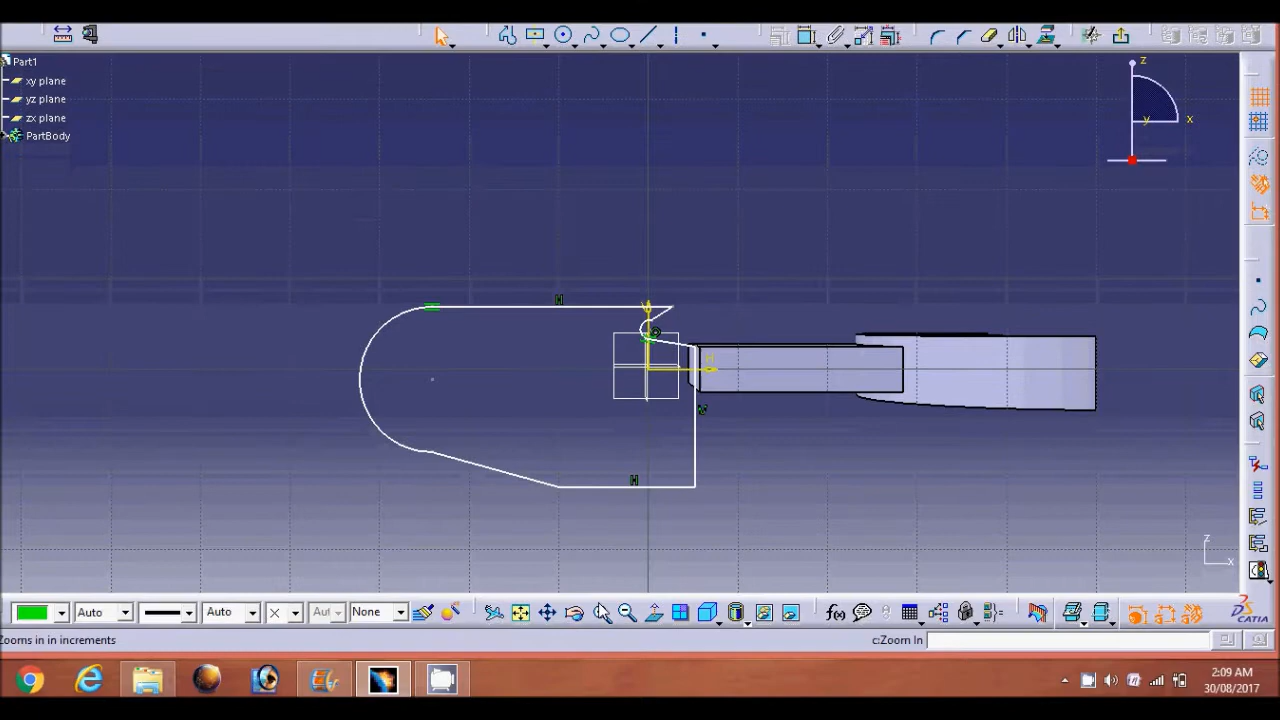 Part1
xy plane
yz plane
zx plane
PartBody
z
y
x
H
V
H
H
Auto
Auto
None
f(x)
z
x
CATIA
Zooms in in increments
c:Zoom In
2:09 AM
30/08/2017